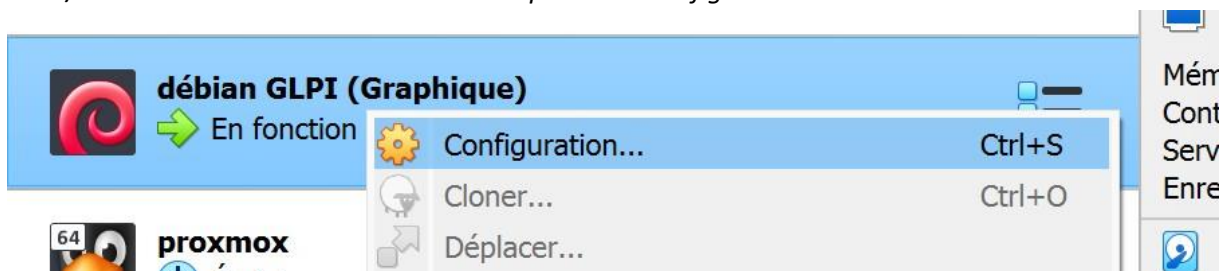 débian GLPI (Graphique)
En fonction
Configuration... Ctrl+S
Cloner... Ctrl+O
Déplacer...
64
proxmox
Mém
Cont
Serv
Enre